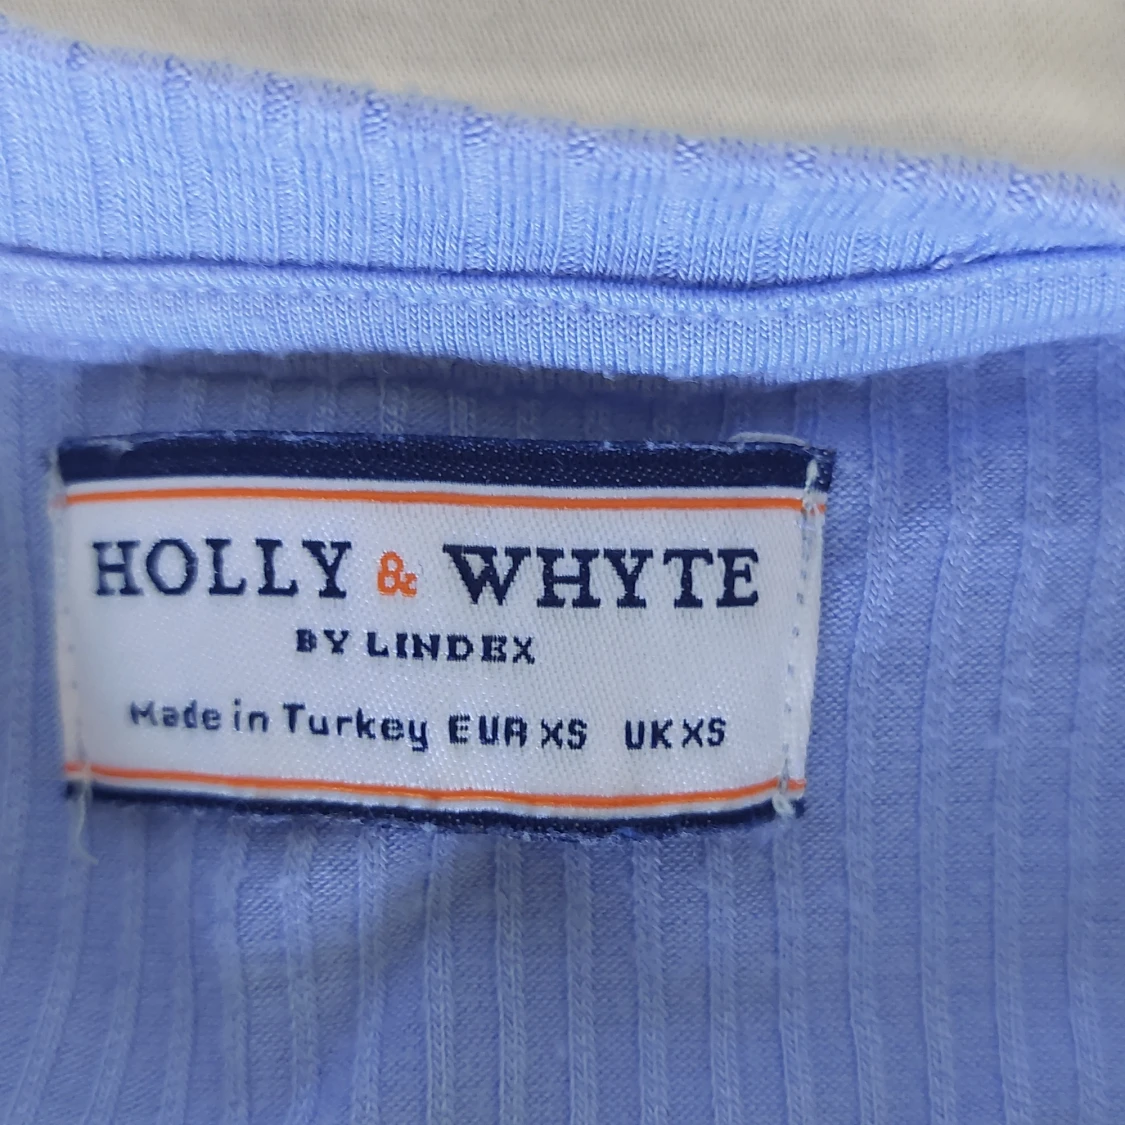 HOLLY & WHYTE
BY LINDEX
Made in Turkey EUR XS UK XS